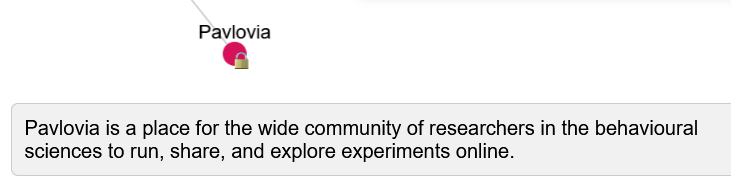 Pavlovia
Pavlovia is a place for the wide community of researchers in the behavioural
sciences to run, share, and explore experiments online.